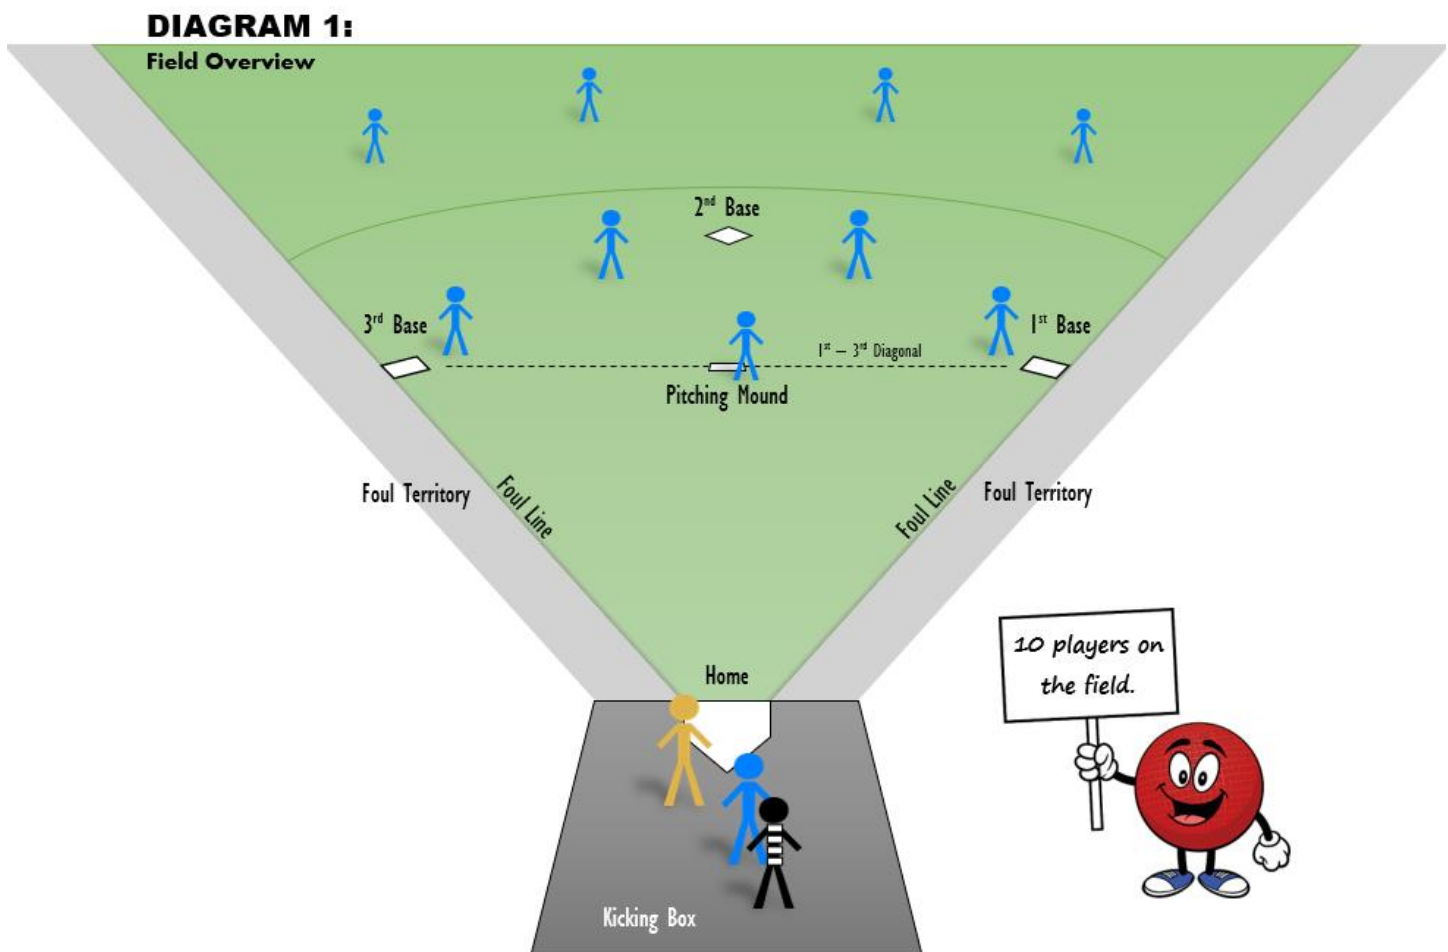 DIAGRAM 1:
Field Overview
2nd Base
3rd Base
1st Base
1st – 3rd Diagonal
Pitching Mound
Foul Territory
Foul Line
Foul Line
Foul Territory
10 players on
the field.
Home
Kicking Box